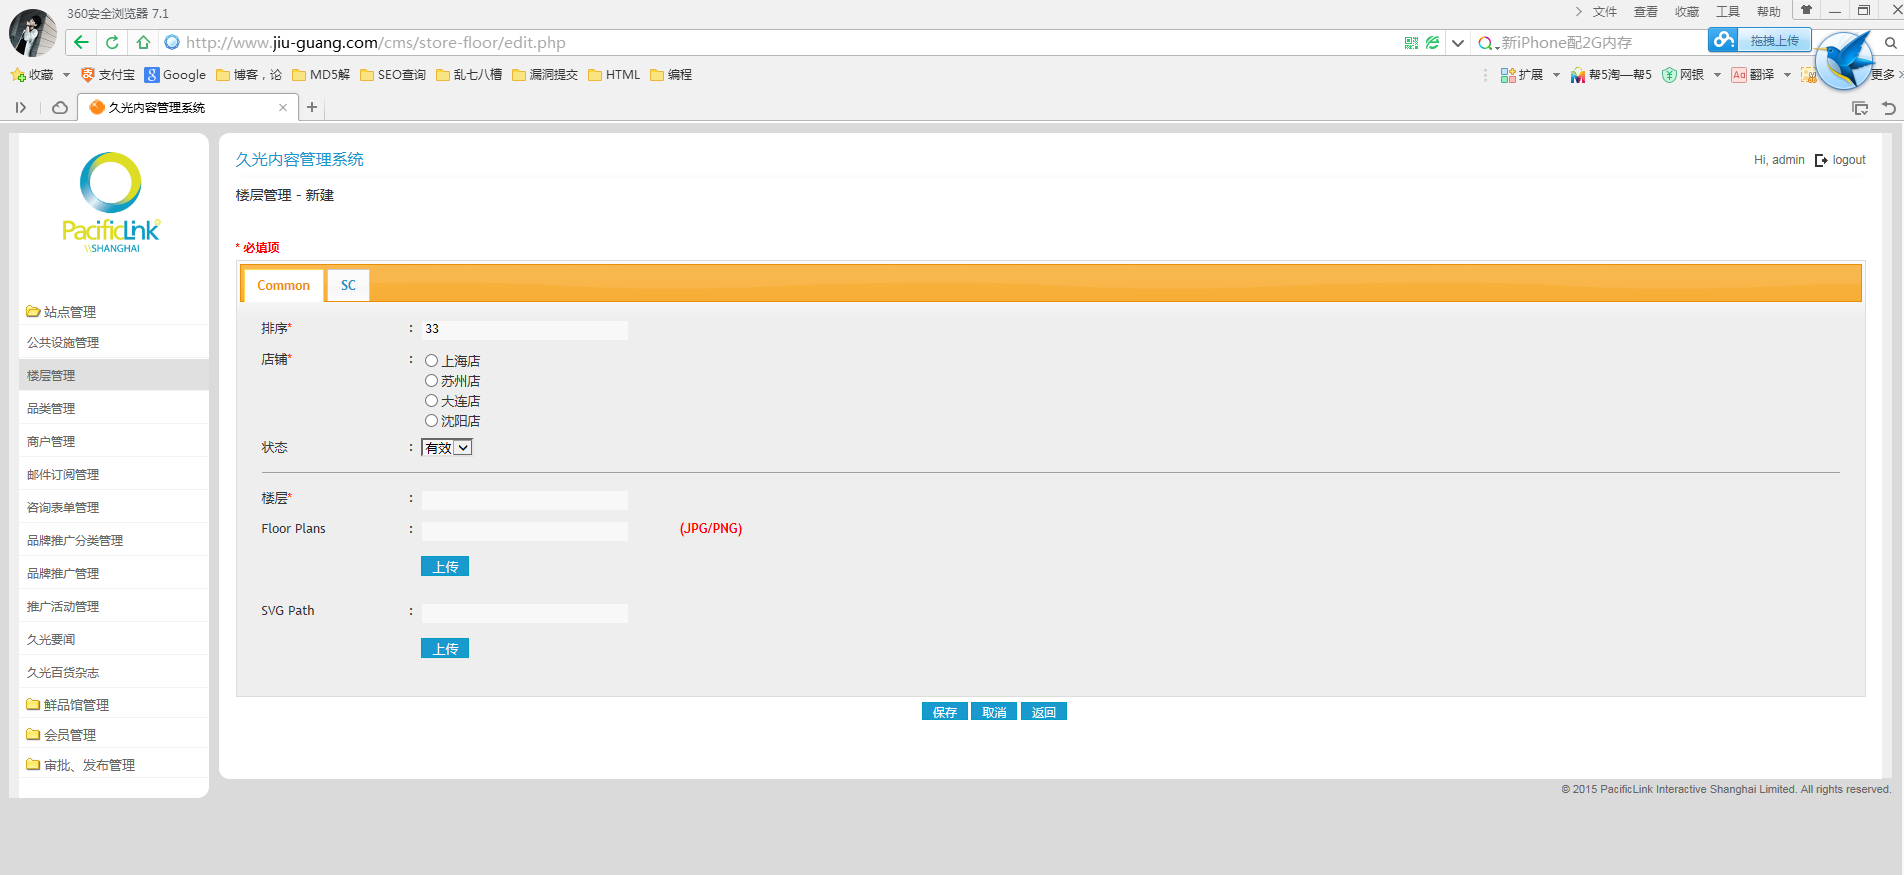 360安全浏览器 7.1
文件 查看 收藏 工具 帮助
http://www.jiu-guang.com/cms/store-floor/edit.php
新iPhone配2G内存
拖拽上传
收藏 支付宝 Google 博客，论 MD5解 SEO查询 乱七八槽 漏洞提交 HTML 编程
扩展 帮5淘—帮5 网银 Aa 翻译 更多
久光内容管理系统
PacificLink
\\SHANGHAI
站点管理
公共设施管理
楼层管理
品类管理
商户管理
邮件订阅管理
咨询表单管理
品牌推广分类管理
品牌推广管理
推广活动管理
久光要闻
久光百货杂志
鲜品馆管理
会员管理
审批、发布管理
久光内容管理系统
Hi, admin logout
楼层管理 - 新建
* 必填项
Common SC
排序* : 33
店铺* : 上海店
苏州店
大连店
沈阳店
状态 : 有效
楼层* :
Floor Plans : (JPG/PNG)
上传
SVG Path :
上传
保存 取消 返回
© 2015 PacificLink Interactive Shanghai Limited. All rights reserved.